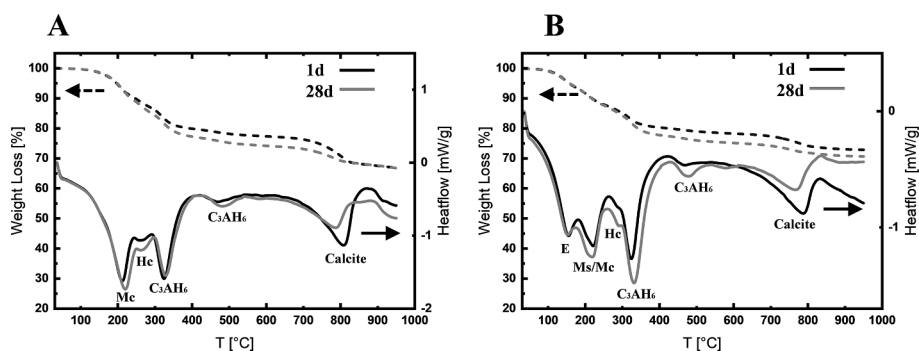 A
B
1d
28d
1d
28d
Weight Loss [%]
100
90
80
70
60
50
40
30
20
1
0
-1
-2
Heatflow [mW/g]
Mc
Hc
C₃AH₆
C₃AH₆
Calcite
100 200 300 400 500 600 700 800 900 1000
T [°C]
Weight Loss [%]
100
90
80
70
60
50
40
30
20
0
-1
Heatflow [mW/g]
E
Ms/Mc
Hc
C₃AH₆
C₃AH₆
Calcite
100 200 300 400 500 600 700 800 900 1000
T [°C]